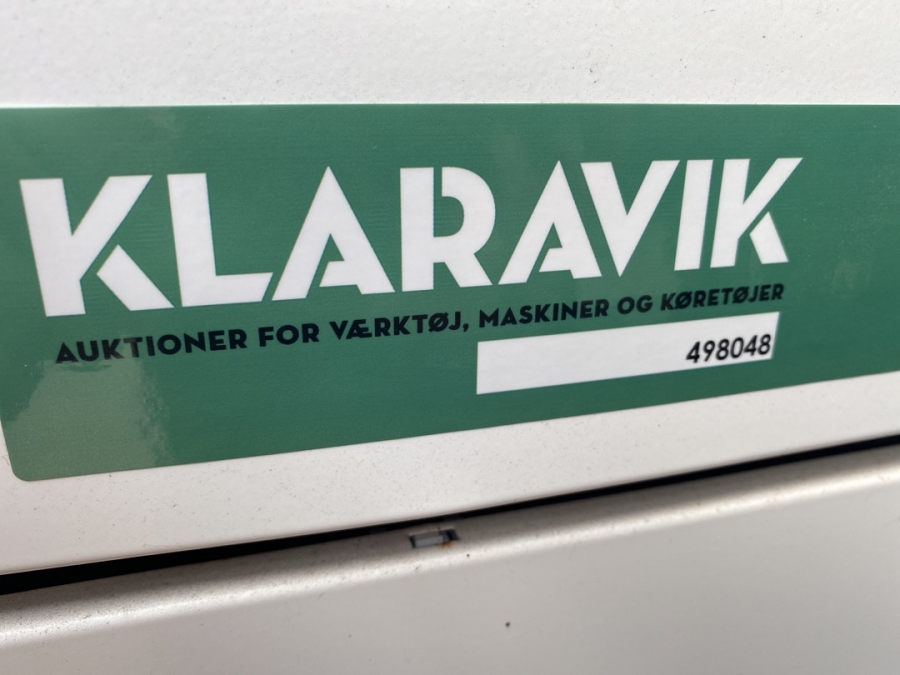 KLARAVIK
AUKTIONER FOR VÆRKTØJ, MASKINER OG KØRETØJER
498048